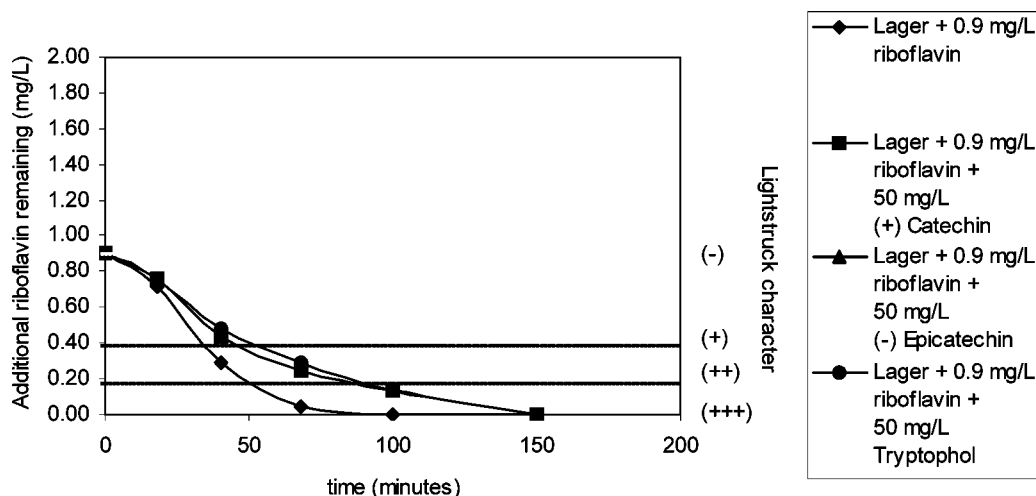 Additional riboflavin remaining (mg/L)
2.00
1.80
1.60
1.40
1.20
1.00
0.80
0.60
0.40
0.20
0.00
0
50
100
150
200
time (minutes)
(-)
(+)
(++)
(+++)
Lightstruck character
Lager + 0.9 mg/L
riboflavin
Lager + 0.9 mg/L
riboflavin +
50 mg/L
(+) Catechin
Lager + 0.9 mg/L
riboflavin +
50 mg/L
(-) Epicatechin
Lager + 0.9 mg/L
riboflavin +
50 mg/L
Tryptophol